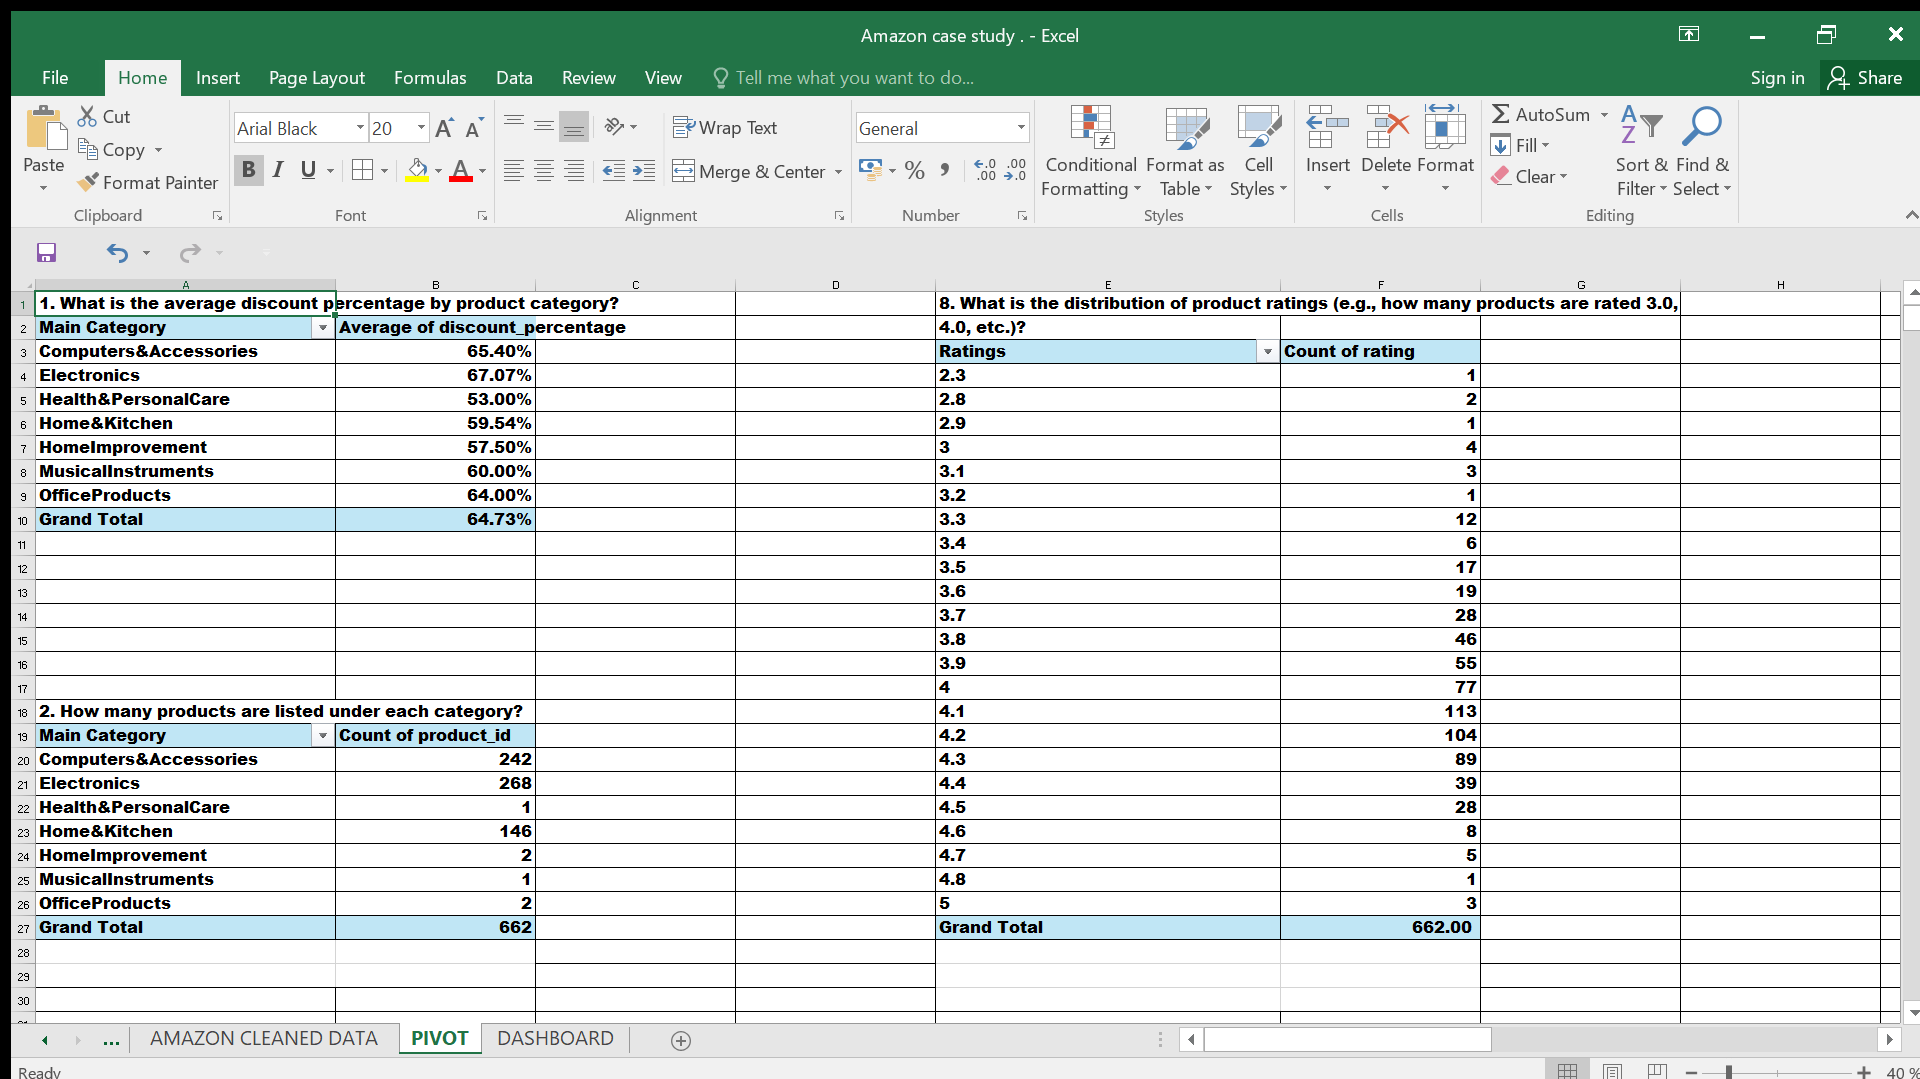 Amazon case study . - Excel
File Home Insert Page Layout Formulas Data Review View Tell me what you want to do... Sign in Share
Paste Cut Copy Format Painter Clipboard
Arial Black 20 A A B I U A Font
Wrap Text Merge & Center Alignment
General % , .0 .00 .00 .0 Number
Conditional Formatting Format as Table Cell Styles Styles
Insert Delete Format Cells
AutoSum Fill Clear Sort & Filter Find & Select Editing
A B C D E F G H
1 1. What is the average discount percentage by product category? 8. What is the distribution of product ratings (e.g., how many products are rated 3.0,
2 Main Category Average of discount_percentage 4.0, etc.)?
3 Computers&Accessories 65.40% Ratings Count of rating
4 Electronics 67.07% 2.3 1
5 Health&PersonalCare 53.00% 2.8 2
6 Home&Kitchen 59.54% 2.9 1
7 HomeImprovement 57.50% 3 4
8 MusicalInstruments 60.00% 3.1 3
9 OfficeProducts 64.00% 3.2 1
10 Grand Total 64.73% 3.3 12
11 3.4 6
12 3.5 17
13 3.6 19
14 3.7 28
15 3.8 46
16 3.9 55
17 4 77
18 2. How many products are listed under each category? 4.1 113
19 Main Category Count of product_id 4.2 104
20 Computers&Accessories 242 4.3 89
21 Electronics 268 4.4 39
22 Health&PersonalCare 1 4.5 28
23 Home&Kitchen 146 4.6 8
24 HomeImprovement 2 4.7 5
25 MusicalInstruments 1 4.8 1
26 OfficeProducts 2 5 3
27 Grand Total 662 Grand Total 662.00
28
29
30
... AMAZON CLEANED DATA PIVOT DASHBOARD
Ready 40 %